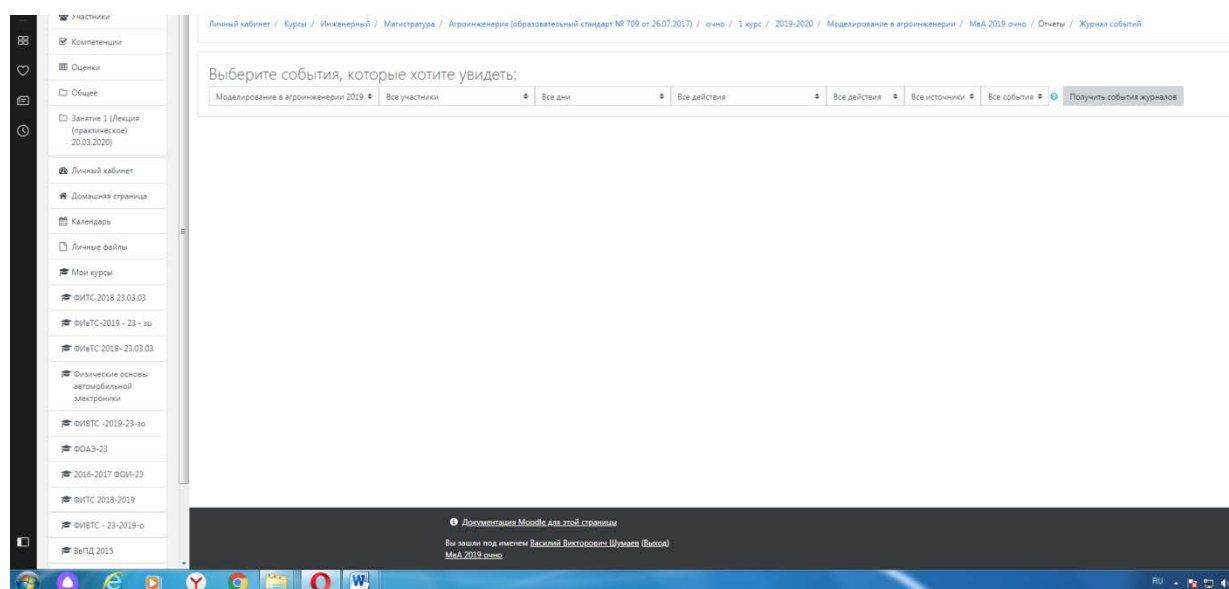 Участники
Компетенции
Оценки
Общее
Занятие 1 (Лекция
(практическое)
20.03.2020)
Личный кабинет
Домашняя страница
Календарь
Личные файлы
Мои курсы
ФИТС 2018 23.03.03
ФИвТС-2019 - 23 - зо
ФИвТС 2018- 23.03.03
Физические основы
автомобильной
электроники
ФИВТС -2019-23-зо
ФОАЭ-23
2016-2017 ФОИ-23
ФИТС 2018-2019
ФИВТС - 23-2019-о
ВвПД 2015
Личный кабинет / Курсы / Инженерный / Магистратура / Агроинженерия (образовательный стандарт № 709 от 26.07.2017) / очно / 1 курс / 2019-2020 / Моделирование в агроинженерии / МвА 2019 очно / Отчеты / Журнал событий
Выберите события, которые хотите увидеть:
Моделирование в агроинженерии 2019 Все участники Все дни Все действия Все действия Все источники Все события Получить события журналов
Документация Moodle для этой страницы
Вы зашли под именем Василий Викторович Шумаев (Выход)
МвА 2019 очно
RU